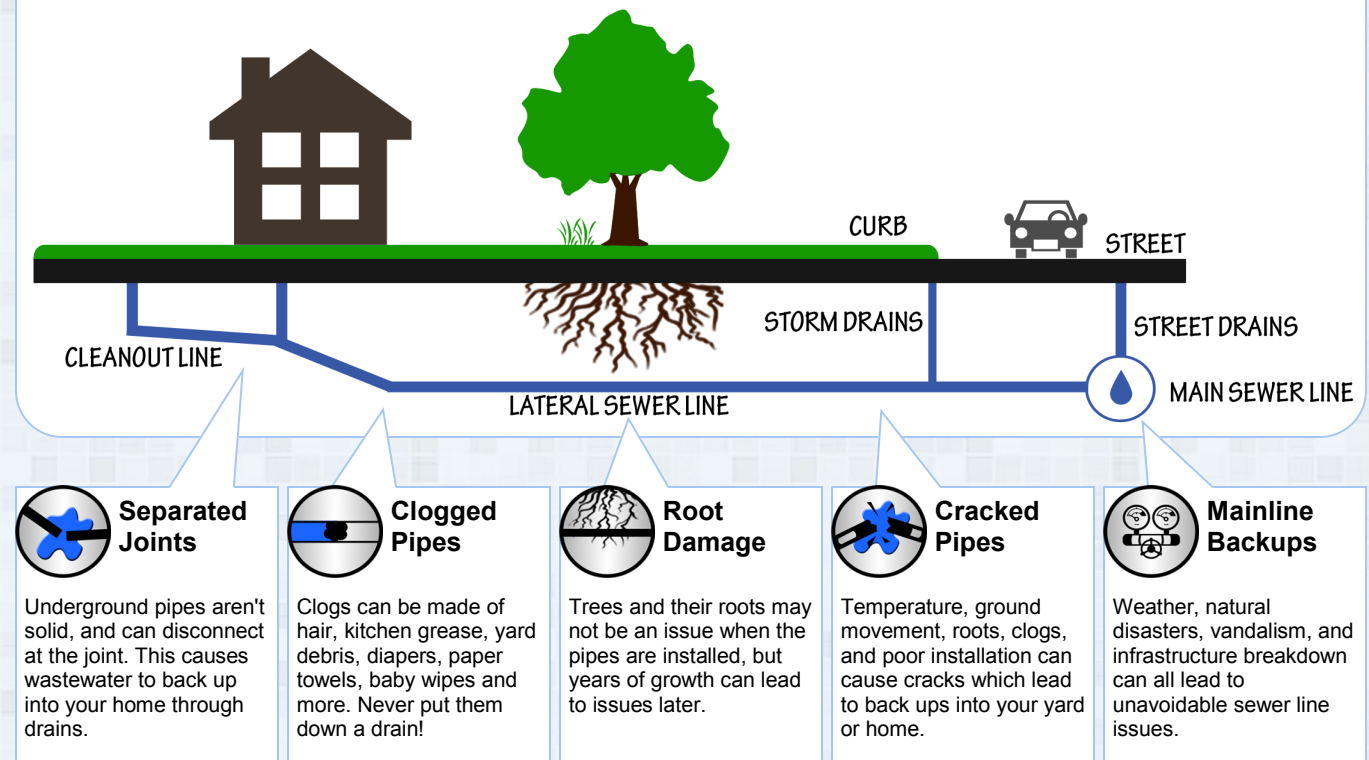 CURB
STREET
STORM DRAINS
STREET DRAINS
CLEANOUT LINE
MAIN SEWER LINE
LATERAL SEWER LINE
Separated
Joints
Underground pipes aren't
solid, and can disconnect
at the joint. This causes
wastewater to back up
into your home through
drains.
Clogged
Pipes
Clogs can be made of
hair, kitchen grease, yard
debris, diapers, paper
towels, baby wipes and
more. Never put them
down a drain!
Root
Damage
Trees and their roots may
not be an issue when the
pipes are installed, but
years of growth can lead
to issues later.
Cracked
Pipes
Temperature, ground
movement, roots, clogs,
and poor installation can
cause cracks which lead
to back ups into your yard
or home.
Mainline
Backups
Weather, natural
disasters, vandalism, and
infrastructure breakdown
can all lead to
unavoidable sewer line
issues.